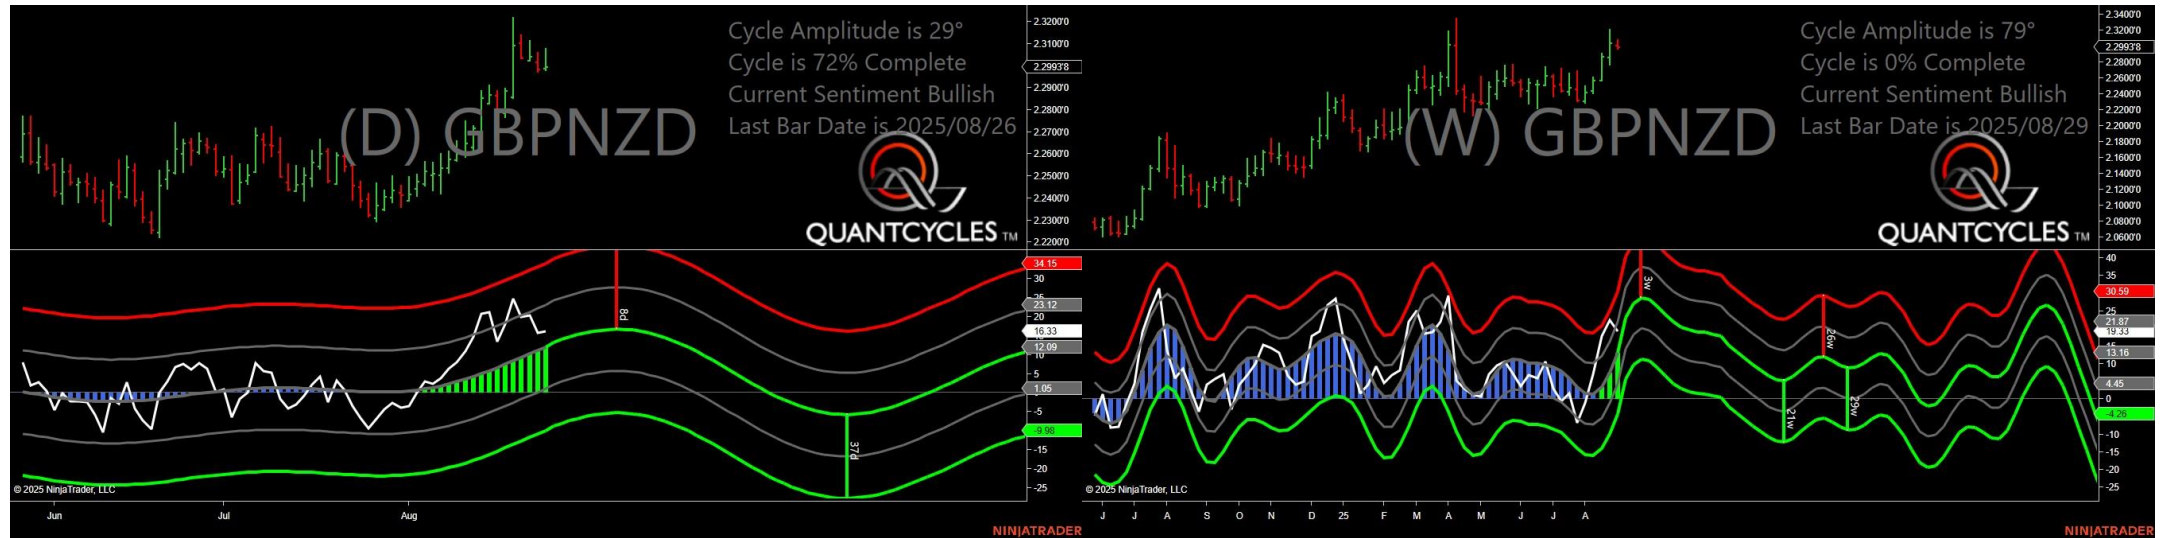 Cycle Amplitude is 29°
Cycle is 72% Complete
Current Sentiment Bullish
Last Bar Date is 2025/08/26
(D) GBPNZD
QUANTCYCLES TM
2.3200'0
2.3100'0
2.2993'8
2.2900'0
2.2800'0
2.2700'0
2.2600'0
2.2500'0
2.2400'0
2.2300'0
2.2200'0
34.15
30
23.12
20
16.33
12.09
10
5
1.05
-5
-9.98
-15
-20
-25
8d
37d
© 2025 NinjaTrader, LLC
Jun Jul Aug
NINJATRADER
Cycle Amplitude is 79°
Cycle is 0% Complete
Current Sentiment Bullish
Last Bar Date is 2025/08/29
(W) GBPNZD
QUANTCYCLES TM
2.3400'0
2.3200'0
2.2993'8
2.2800'0
2.2600'0
2.2400'0
2.2200'0
2.2000'0
2.1800'0
2.1600'0
2.1400'0
2.1200'0
2.1000'0
2.0800'0
2.0600'0
40
35
30.59
25
21.87
19.33
13.16
10
4.45
0
-4.26
-10
-15
-20
-25
3w
26w
21w
29w
© 2025 NinjaTrader, LLC
J J A S O N D 25 F M A M J J A
NINJATRADER